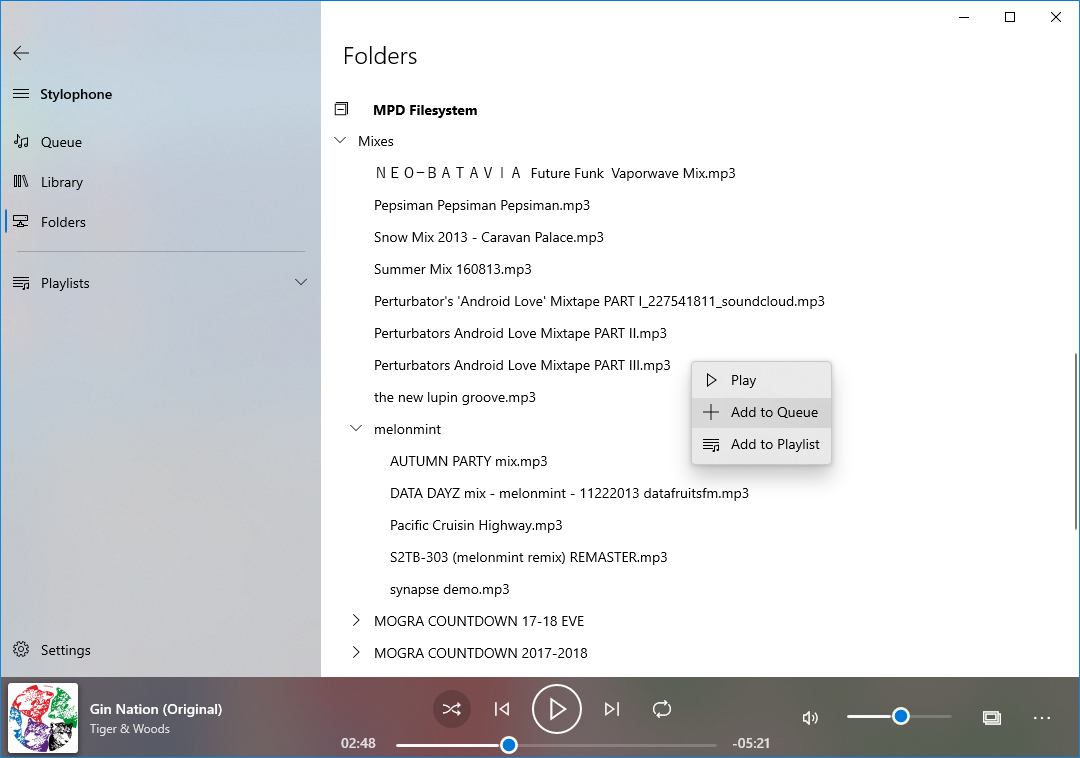 Stylophone
Queue
Library
Folders
Playlists
Settings
Folders
MPD Filesystem
Mixes
ＮＥＯ－ＢＡＴＡＶＩＡ Future Funk  Vaporwave Mix.mp3
Pepsiman Pepsiman Pepsiman.mp3
Snow Mix 2013 - Caravan Palace.mp3
Summer Mix 160813.mp3
Perturbator's 'Android Love' Mixtape PART I_227541811_soundcloud.mp3
Perturbators Android Love Mixtape PART II.mp3
Perturbators Android Love Mixtape PART III.mp3
the new lupin groove.mp3
melonmint
AUTUMN PARTY mix.mp3
DATA DAYZ mix - melonmint - 11222013 datafruitsfm.mp3
Pacific Cruisin Highway.mp3
S2TB-303 (melonmint remix) REMASTER.mp3
synapse demo.mp3
MOGRA COUNTDOWN 17-18 EVE
MOGRA COUNTDOWN 2017-2018
Play
Add to Queue
Add to Playlist
Gin Nation (Original)
Tiger & Woods
02:48
-05:21